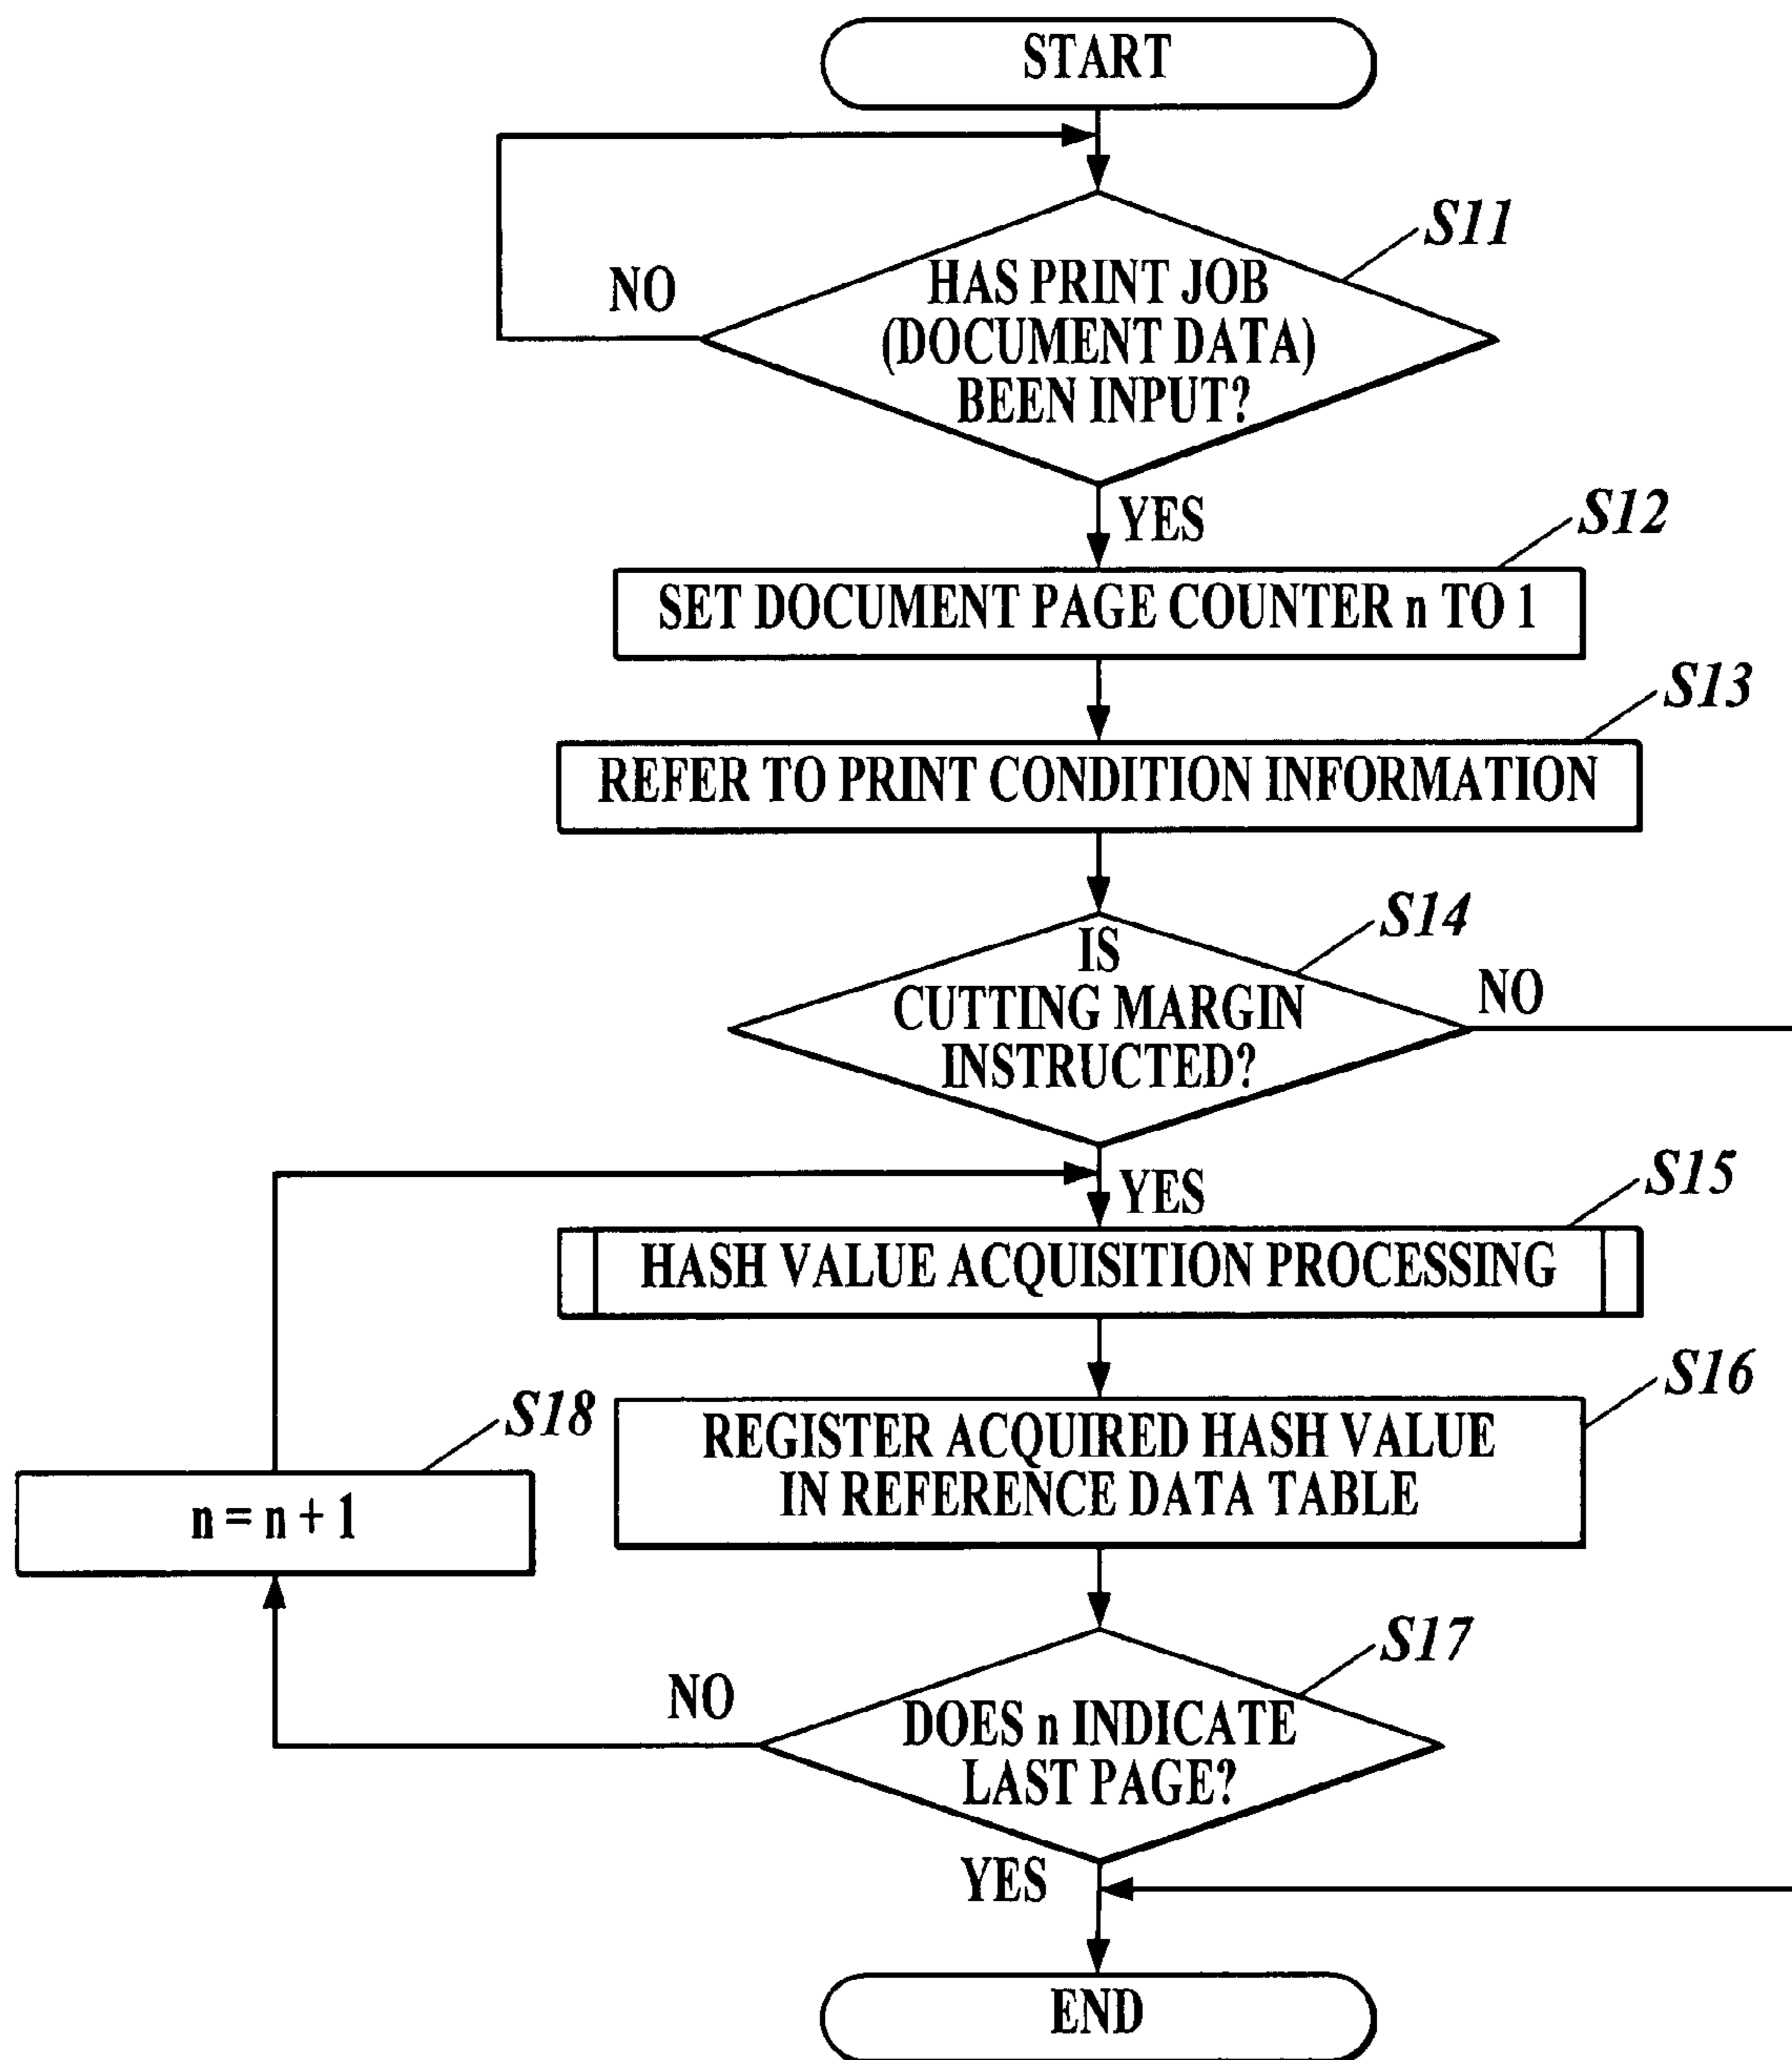 START
S11
NO
HAS PRINT JOB
(DOCUMENT DATA)
BEEN INPUT?
YES
S12
SET DOCUMENT PAGE COUNTER n TO 1
S13
REFER TO PRINT CONDITION INFORMATION
S14
IS
CUTTING MARGIN
INSTRUCTED?
NO
YES
S15
HASH VALUE ACQUISITION PROCESSING
S16
REGISTER ACQUIRED HASH VALUE
IN REFERENCE DATA TABLE
S18
n = n + 1
S17
NO
DOES n INDICATE
LAST PAGE?
YES
END